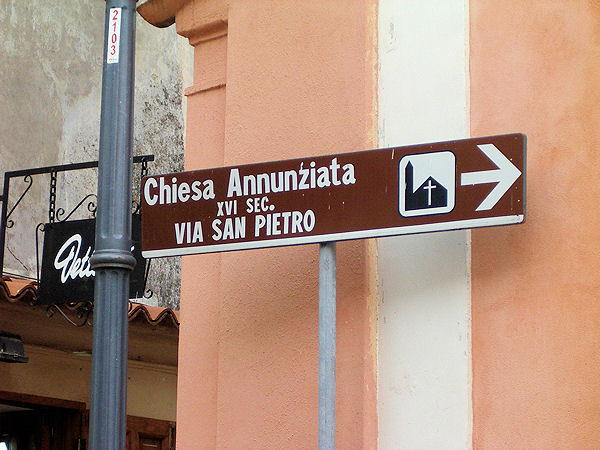 2103
Chiesa Annunziata
XVI SEC.
VIA SAN PIETRO